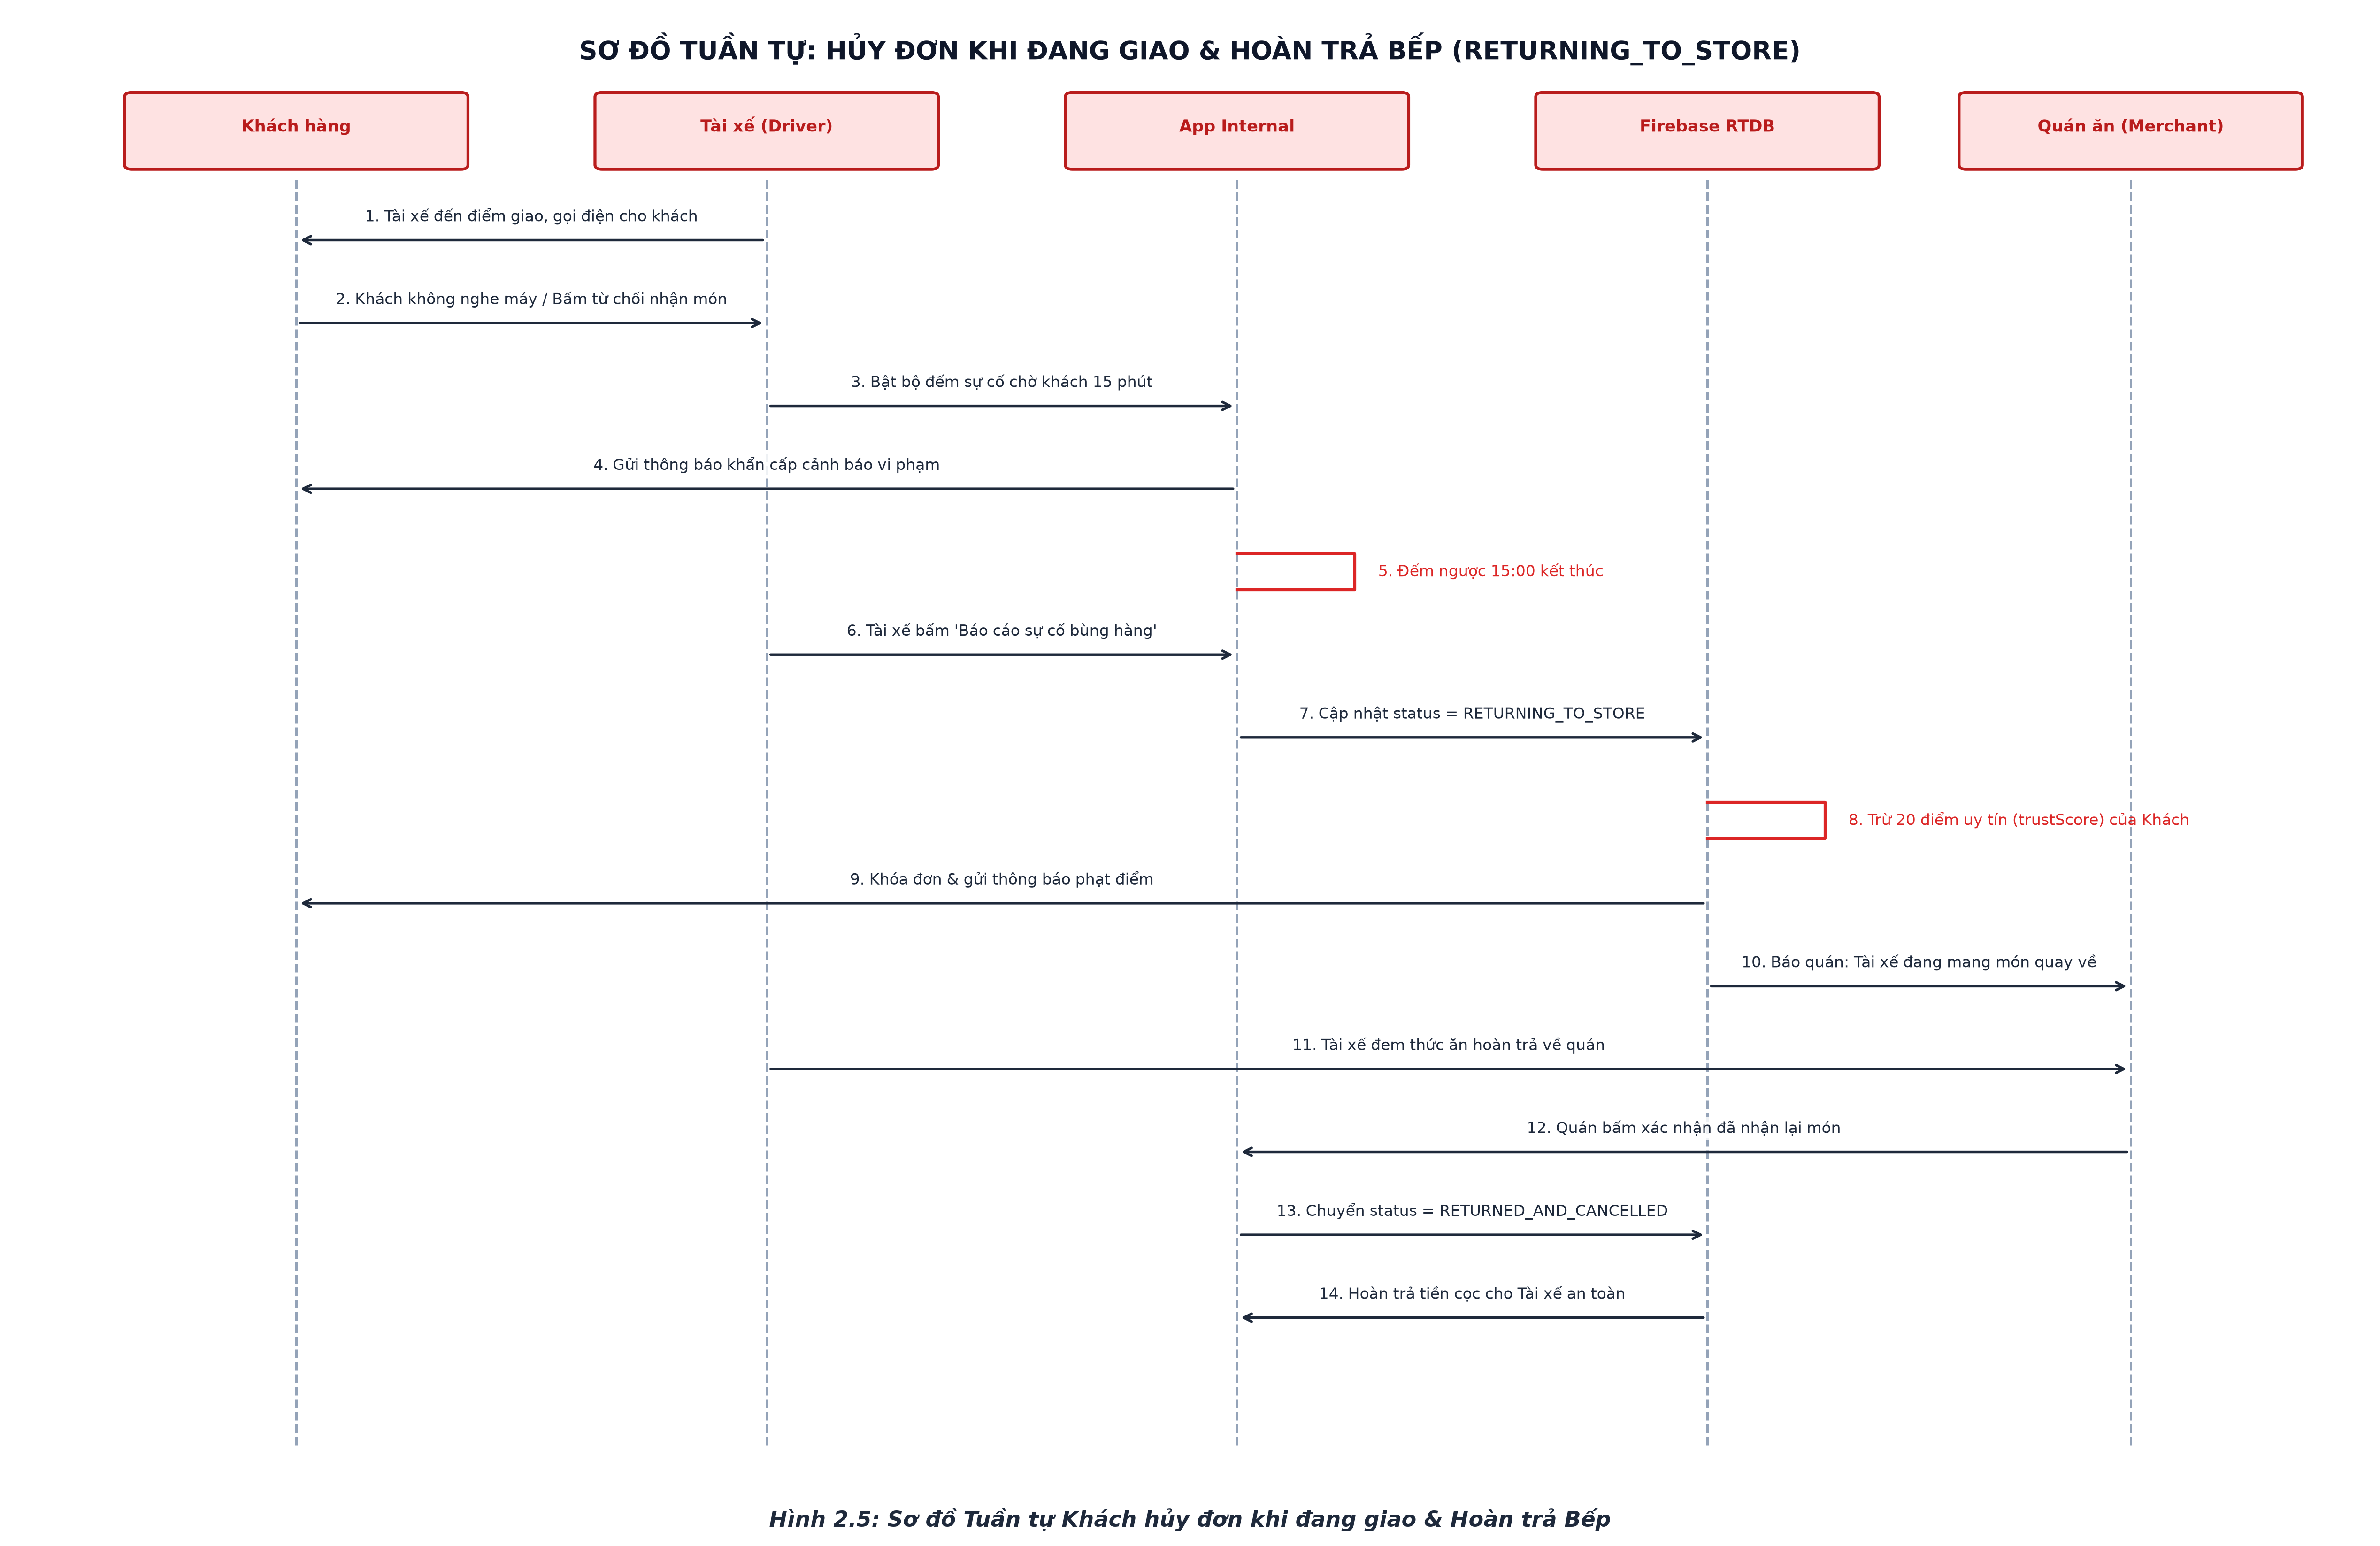 SƠ ĐỒ TUẦN TỰ: HỦY ĐƠN KHI ĐANG GIAO & HOÀN TRẢ BẾP (RETURNING_TO_STORE)
Khách hàng
Tài xế (Driver)
App Internal
Firebase RTDB
Quán ăn (Merchant)
1. Tài xế đến điểm giao, gọi điện cho khách
2. Khách không nghe máy / Bấm từ chối nhận món
3. Bật bộ đếm sự cố chờ khách 15 phút
4. Gửi thông báo khẩn cấp cảnh báo vi phạm
5. Đếm ngược 15:00 kết thúc
6. Tài xế bấm 'Báo cáo sự cố bùng hàng'
7. Cập nhật status = RETURNING_TO_STORE
8. Trừ 20 điểm uy tín (trustScore) của Khách
9. Khóa đơn & gửi thông báo phạt điểm
10. Báo quán: Tài xế đang mang món quay về
11. Tài xế đem thức ăn hoàn trả về quán
12. Quán bấm xác nhận đã nhận lại món
13. Chuyển status = RETURNED_AND_CANCELLED
14. Hoàn trả tiền cọc cho Tài xế an toàn
Hình 2.5: Sơ đồ Tuần tự Khách hủy đơn khi đang giao & Hoàn trả Bếp